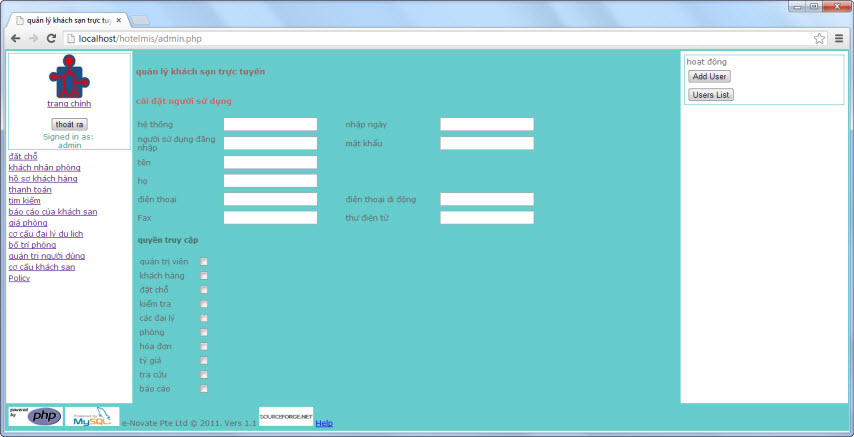 quản lý khách sạn trực tu
localhost/hotelmis/admin.php
trang chính
thoát ra
Signed in as:
admin
đặt chỗ
khách nhận phòng
hồ sơ khách hàng
thanh toán
tìm kiếm
báo cáo của khách sạn
giá phòng
cơ cấu đại lý du lịch
bố trí phòng
quản trị người dùng
cơ cấu khách sạn
Policy
quản lý khách sạn trực tuyến
cài đặt người sử dụng
hệ thống nhập ngày
người sử dụng đăng
nhập mật khẩu
tên
họ
điện thoại điện thoại di động
Fax thư điện tử
quyền truy cập
quản trị viên
khách hàng
đặt chỗ
kiểm tra
các đại lý
phòng
hóa đơn
tỷ giá
tra cứu
báo cáo
hoạt động
Add User
Users List
powered by php
Powered by MySQL
e-Novate Pte Ltd © 2011. Vers 1.1
SOURCEFORGE.NET
Help